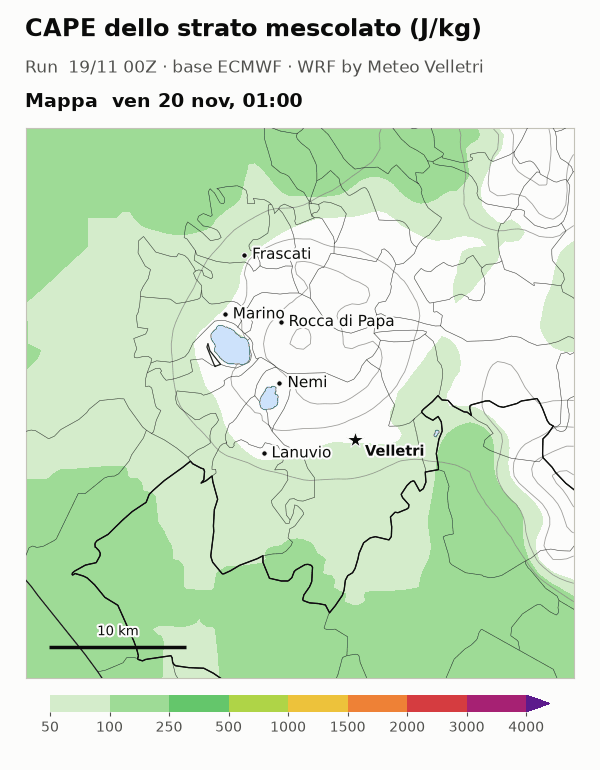 CAPE dello strato mescolato (J/kg)
Run  19/11 00Z · base ECMWF · WRF by Meteo Velletri
Mappa  ven 20 nov, 01:00
Frascati
Marino
Rocca di Papa
Nemi
Velletri
Lanuvio
10 km
50 100 250 500 1000 1500 2000 3000 4000